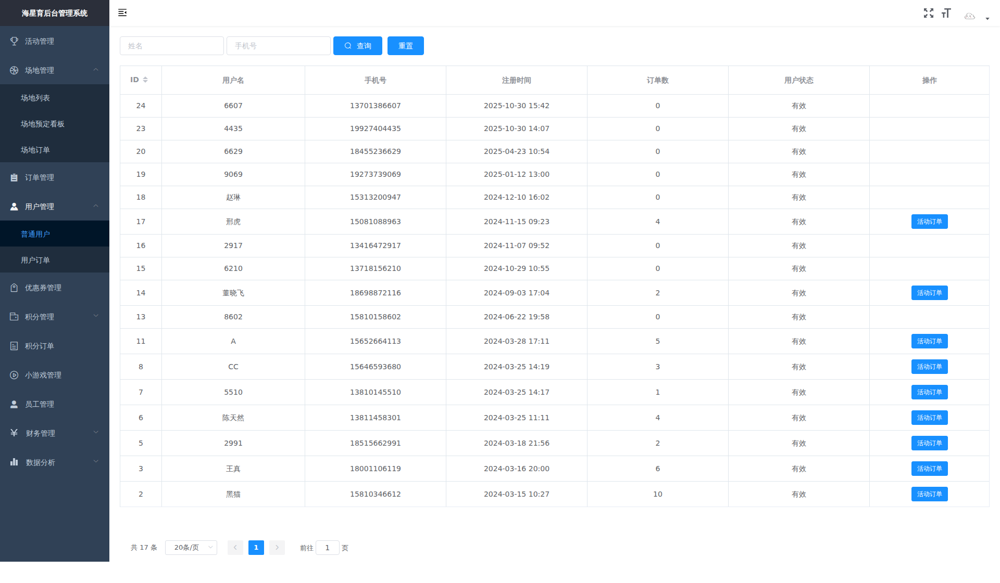 海星育后台管理系统
活动管理
场地管理
场地列表
场地预定看板
场地订单
订单管理
用户管理
普通用户
用户订单
优惠券管理
积分管理
积分订单
小游戏管理
员工管理
财务管理
数据分析
姓名 手机号 查询 重置
ID 用户名 手机号 注册时间 订单数 用户状态 操作
24 6607 13701386607 2025-10-30 15:42 0 有效
23 4435 19927404435 2025-10-30 14:07 0 有效
20 6629 18455236629 2025-04-23 10:54 0 有效
19 9069 19273739069 2025-01-12 13:00 0 有效
18 赵琳 15313200947 2024-12-10 16:02 0 有效
17 邢虎 15081088963 2024-11-15 09:23 4 有效 活动订单
16 2917 13416472917 2024-11-07 09:52 0 有效
15 6210 13718156210 2024-10-29 10:55 0 有效
14 董晓飞 18698872116 2024-09-03 17:04 2 有效 活动订单
13 8602 15810158602 2024-06-22 19:58 0 有效
11 A 15652664113 2024-03-28 17:11 5 有效 活动订单
8 CC 15646593680 2024-03-25 14:19 3 有效 活动订单
7 5510 13810145510 2024-03-25 14:17 1 有效 活动订单
6 陈天然 13811458301 2024-03-25 11:11 4 有效 活动订单
5 2991 18515662991 2024-03-18 21:56 2 有效 活动订单
3 王真 18001106119 2024-03-16 20:00 6 有效 活动订单
2 黑猫 15810346612 2024-03-15 10:27 10 有效 活动订单
共 17 条 20条/页 1 前往 1 页